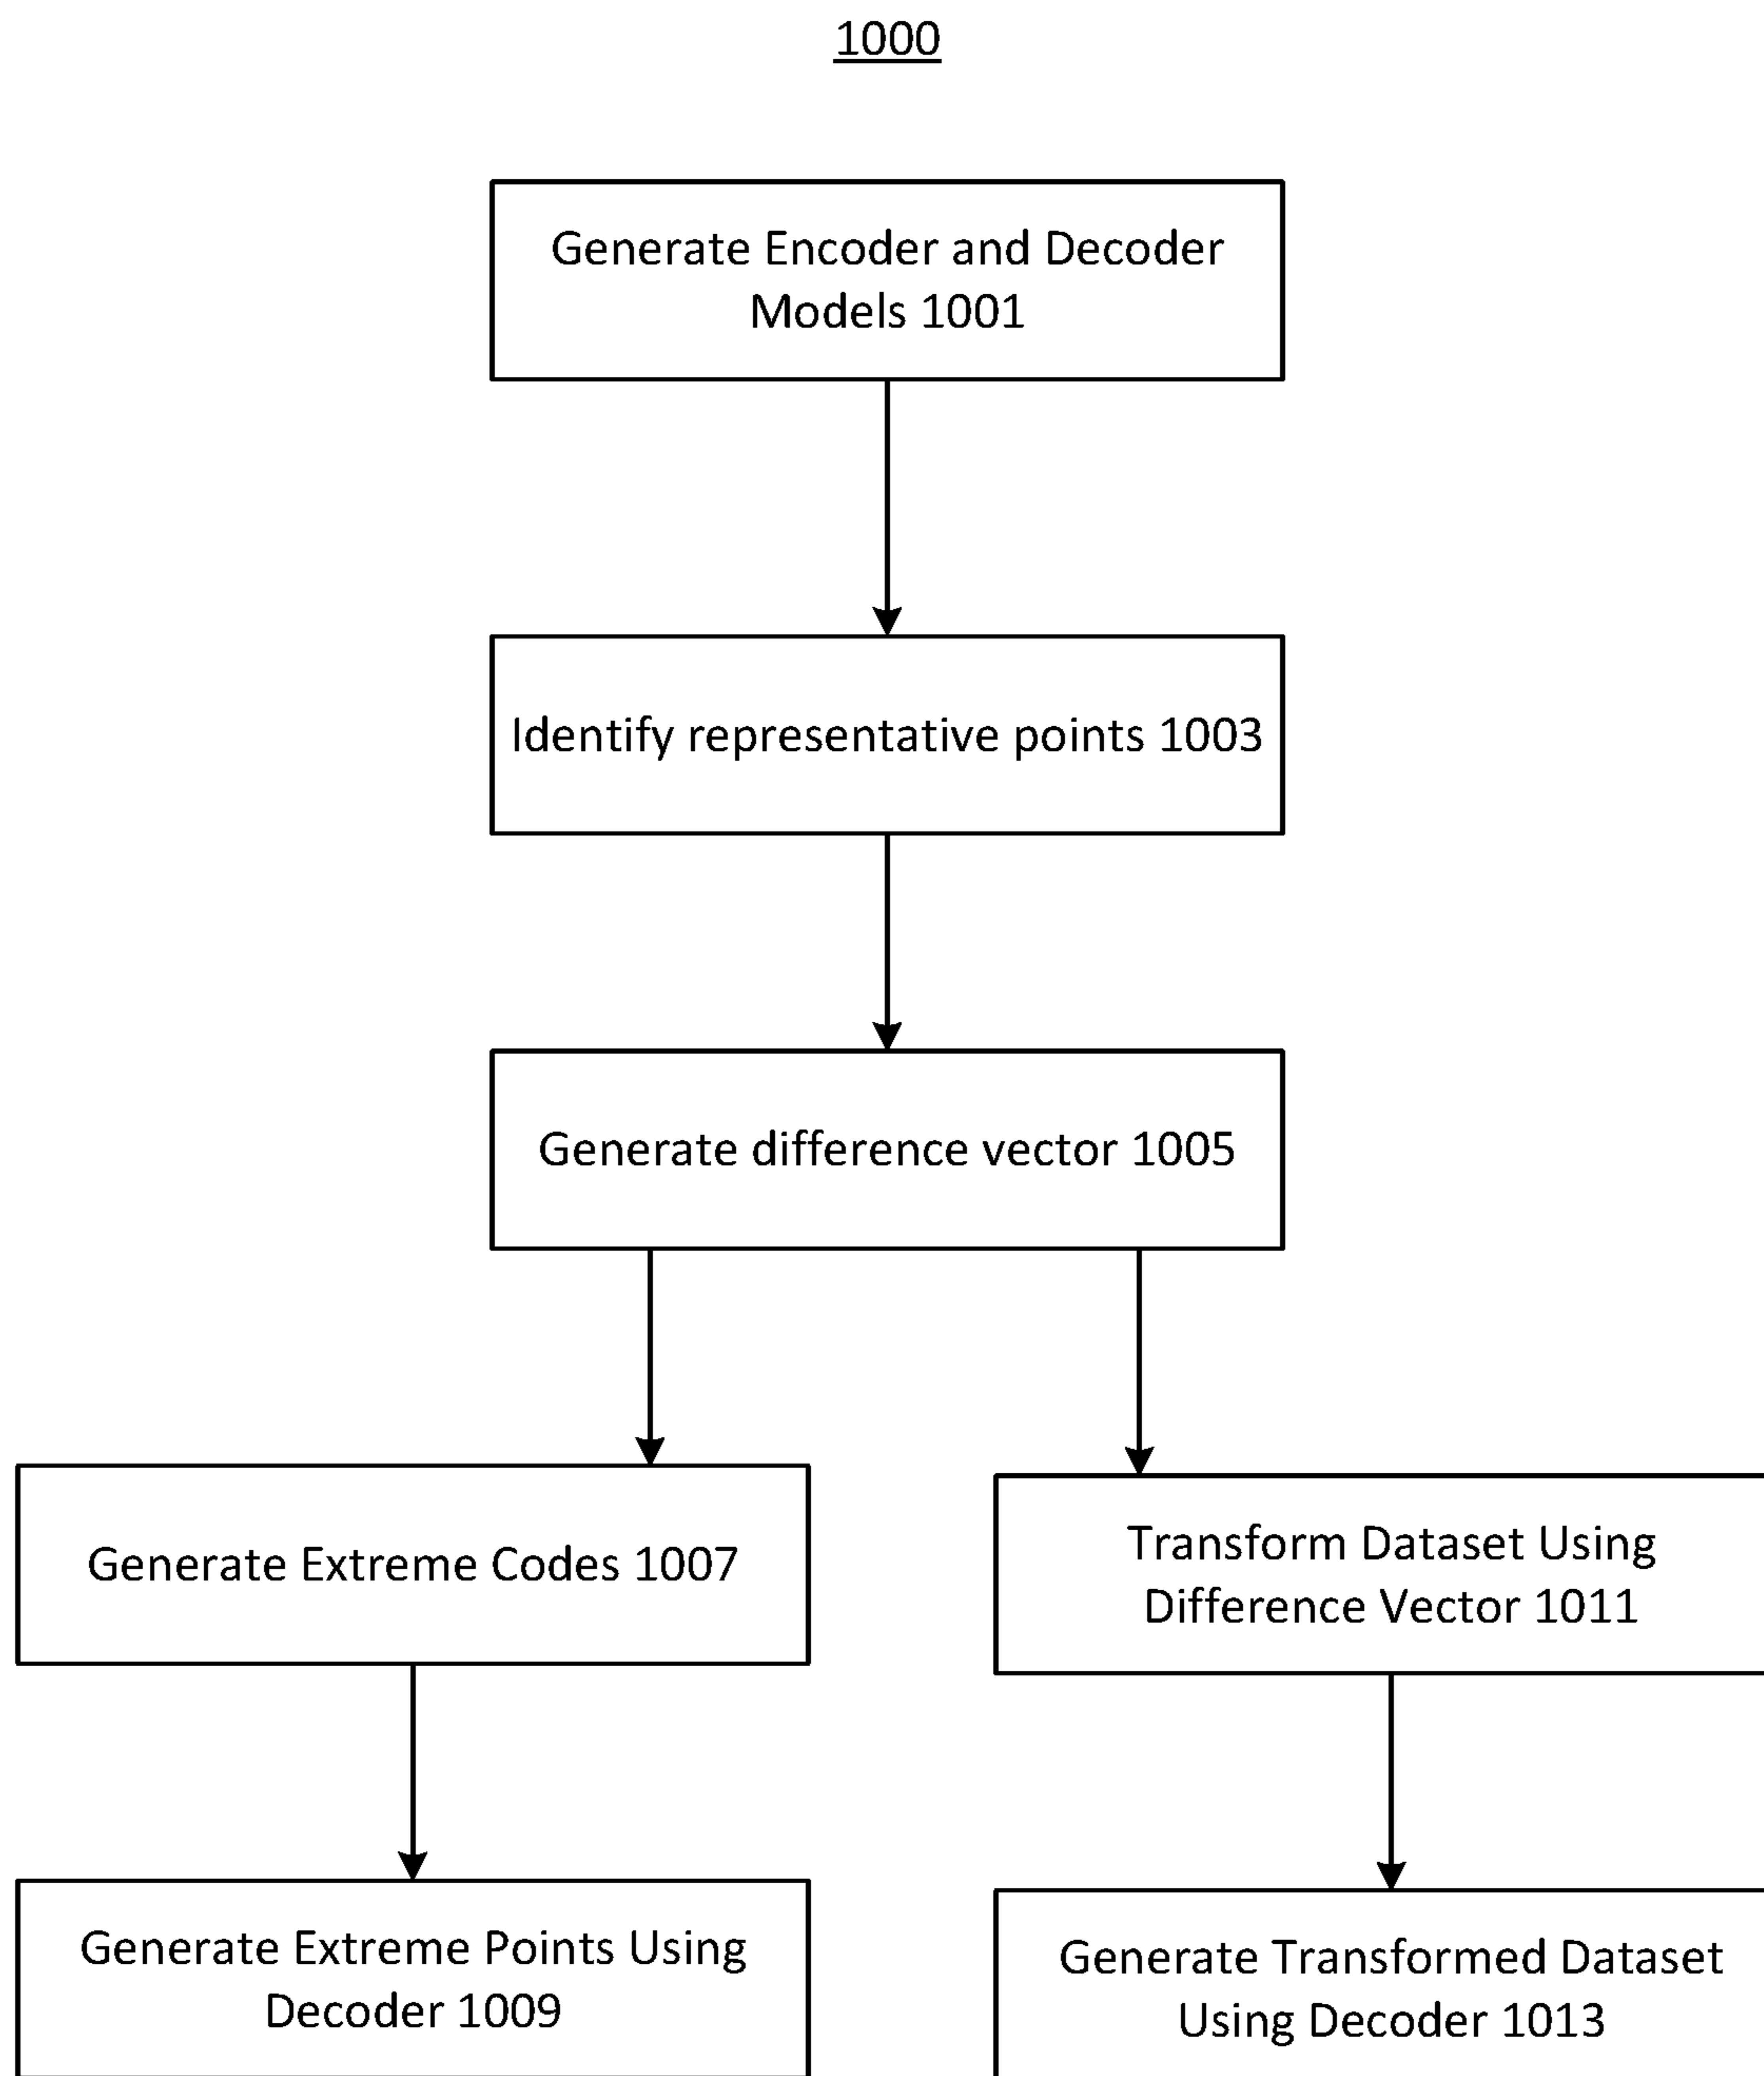 1000
Generate Encoder and Decoder
Models 1001
Identify representative points 1003
Generate difference vector 1005
Generate Extreme Codes 1007
Transform Dataset Using
Difference Vector 1011
Generate Extreme Points Using
Decoder 1009
Generate Transformed Dataset
Using Decoder 1013